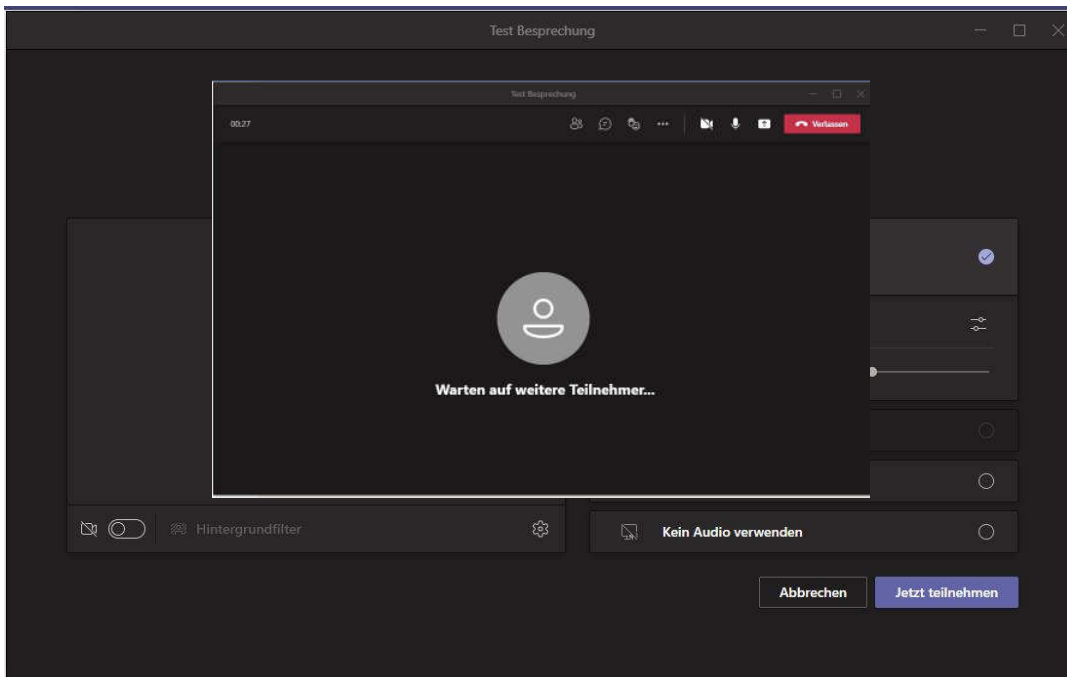 Test Besprechung
Test Besprechung
00:27
Verlassen
Warten auf weitere Teilnehmer...
Hintergrundfilter
Kein Audio verwenden
Abbrechen
Jetzt teilnehmen